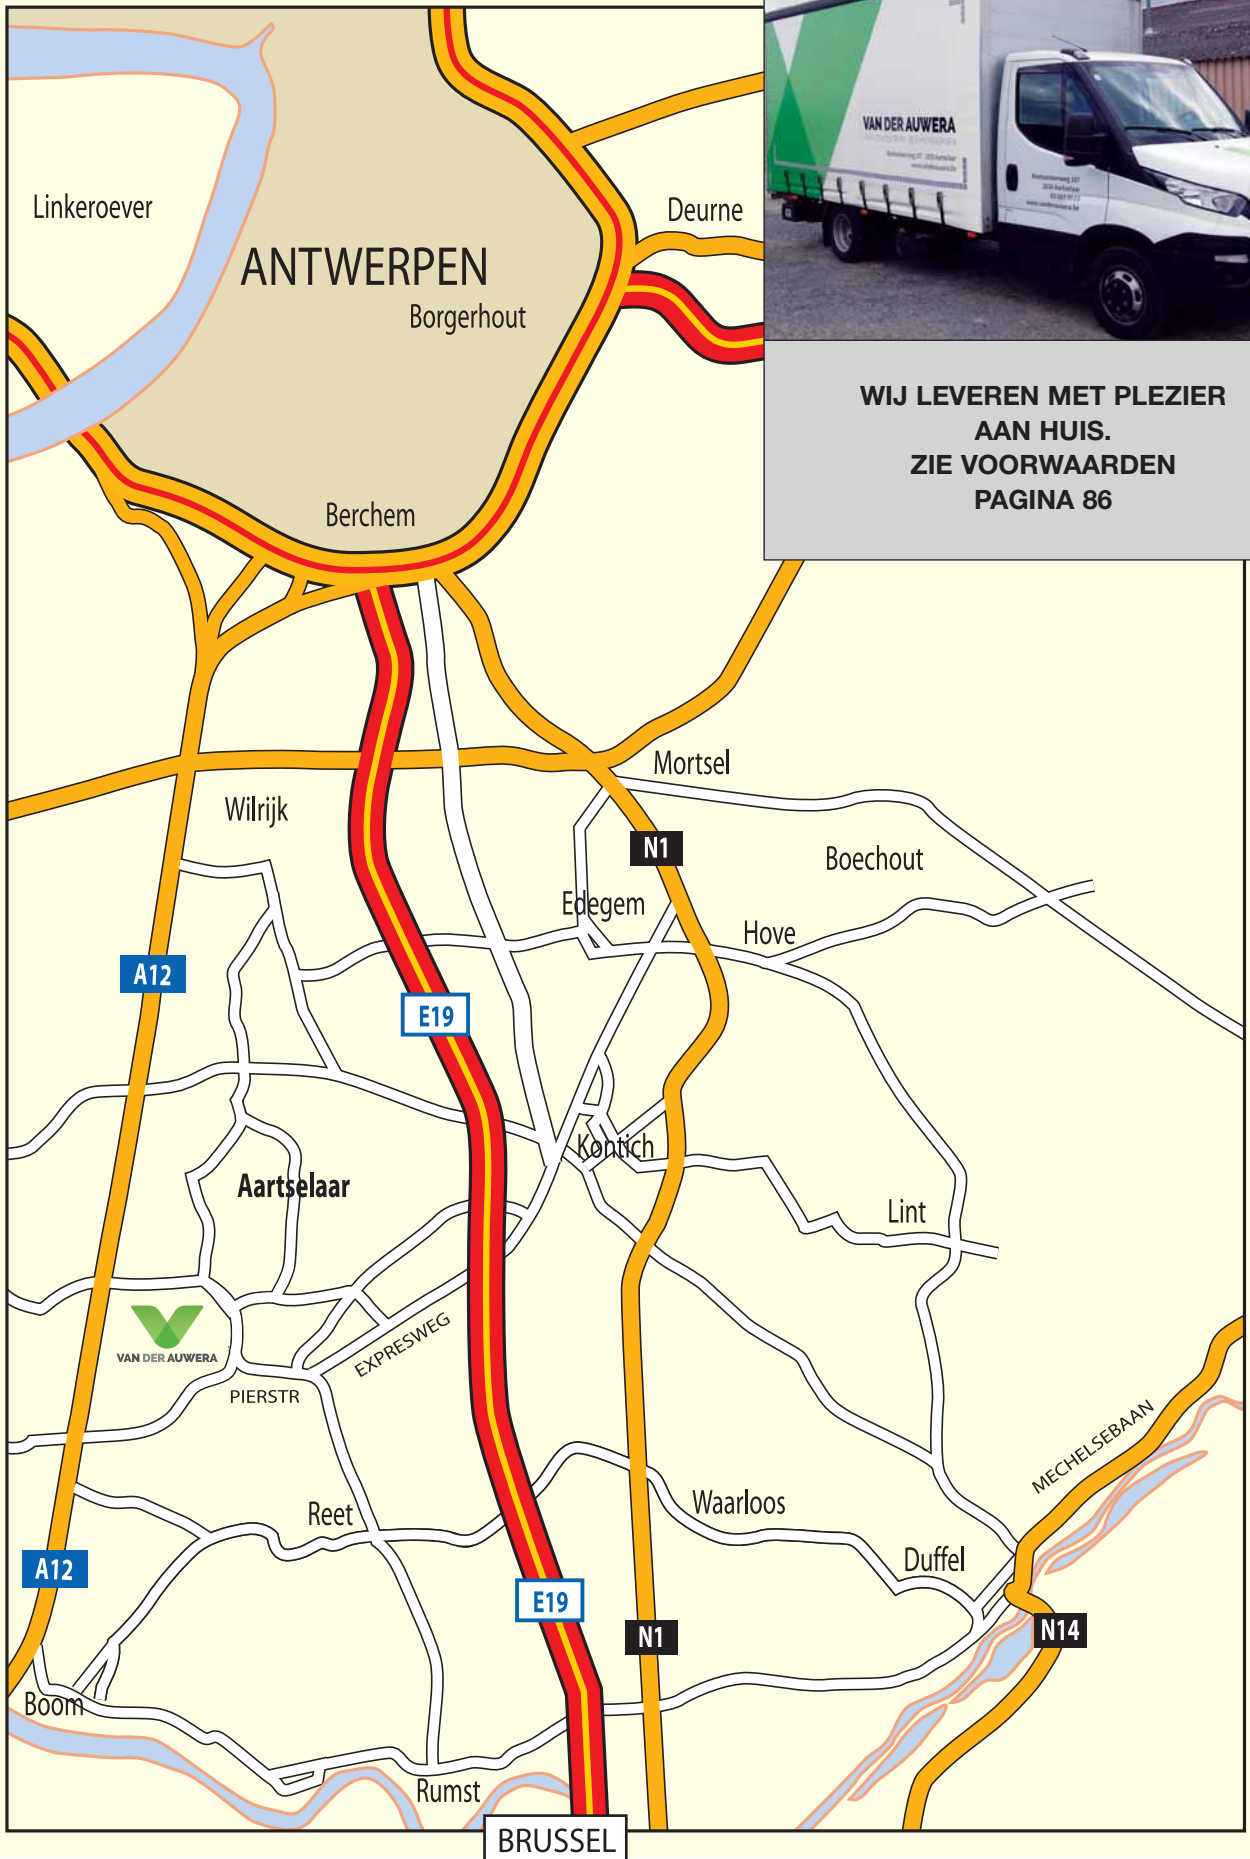 VAN DER AUWERA
WIJ LEVEREN MET PLEZIER
AAN HUIS.
ZIE VOORWAARDEN
PAGINA 86
Linkeroever
Deurne
ANTWERPEN
Borgerhout
Berchem
Mortsel
Wilrijk
N1
Boechout
Edegem
Hove
A12
E19
Kontich
Aartselaar
Lint
EXPRESWEG
VAN DER AUWERA
PIERSTR
MECHELSEBAAN
Reet
Waarloos
Duffel
A12
E19
N1
N14
Boom
Rumst
BRUSSEL